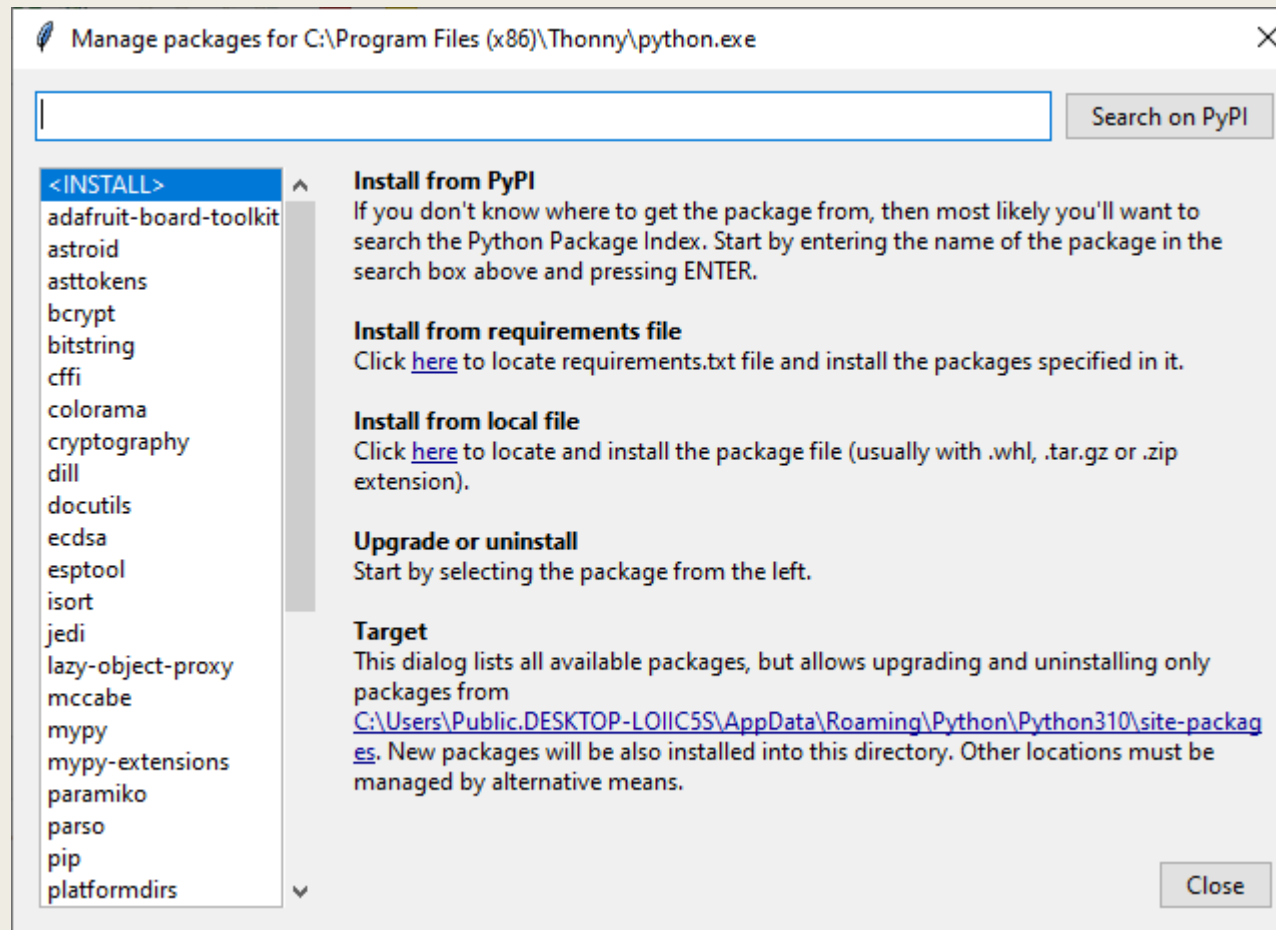 Manage packages for C:\Program Files (x86)\Thonny\python.exe
Search on PyPI
<INSTALL>
adafruit-board-toolkit
astroid
asttokens
bcrypt
bitstring
cffi
colorama
cryptography
dill
docutils
ecdsa
esptool
isort
jedi
lazy-object-proxy
mccabe
mypy
mypy-extensions
paramiko
parso
pip
platformdirs
Install from PyPI
If you don't know where to get the package from, then most likely you'll want to
search the Python Package Index. Start by entering the name of the package in the
search box above and pressing ENTER.
Install from requirements file
Click here to locate requirements.txt file and install the packages specified in it.
Install from local file
Click here to locate and install the package file (usually with .whl, .tar.gz or .zip
extension).
Upgrade or uninstall
Start by selecting the package from the left.
Target
This dialog lists all available packages, but allows upgrading and uninstalling only
packages from
C:\Users\Public.DESKTOP-LOIIC5S\AppData\Roaming\Python\Python310\site-packag
es. New packages will be also installed into this directory. Other locations must be
managed by alternative means.
Close